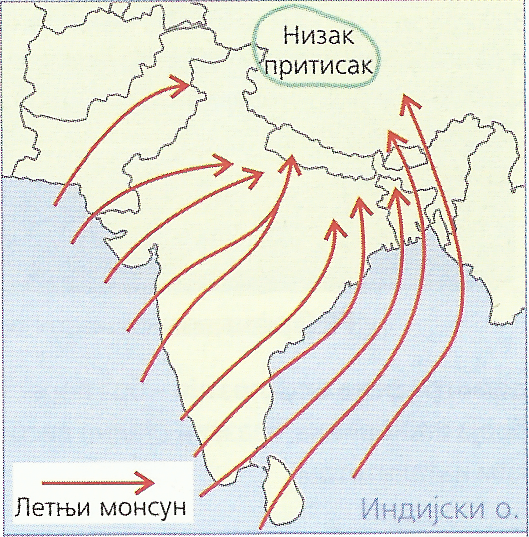 Низак
притисак
Летњи монсун
Индијски о.